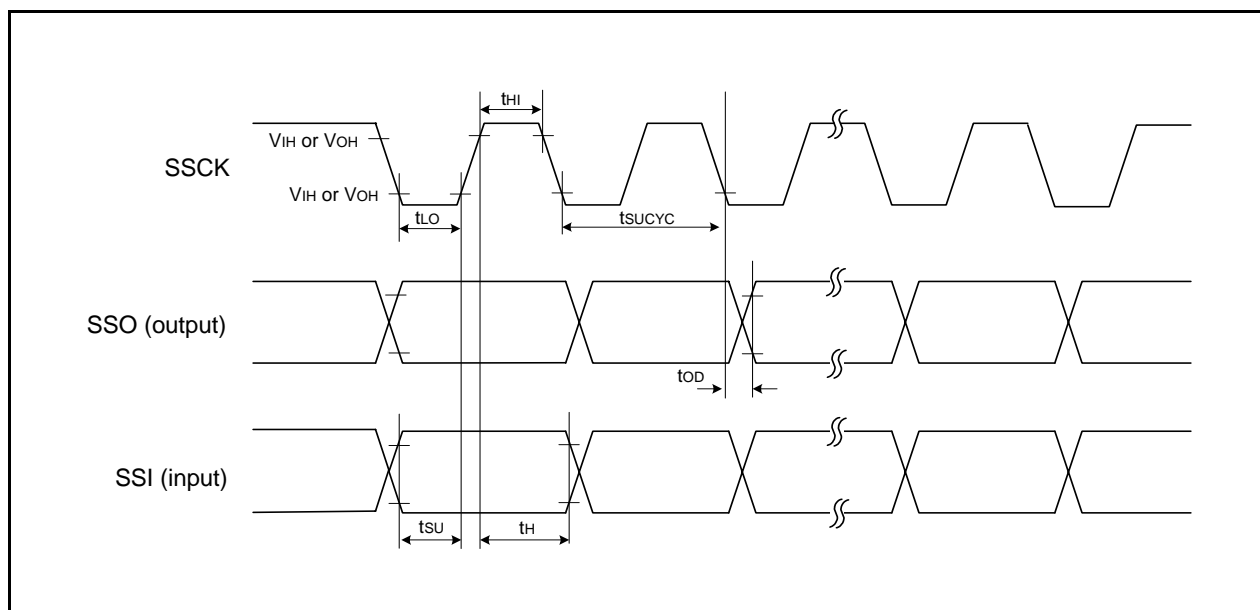 tHI
VIH or VOH
SSCK
VIH or VOH
tLO
tSUCYC
SSO (output)
tOD
SSI (input)
tSU
tH